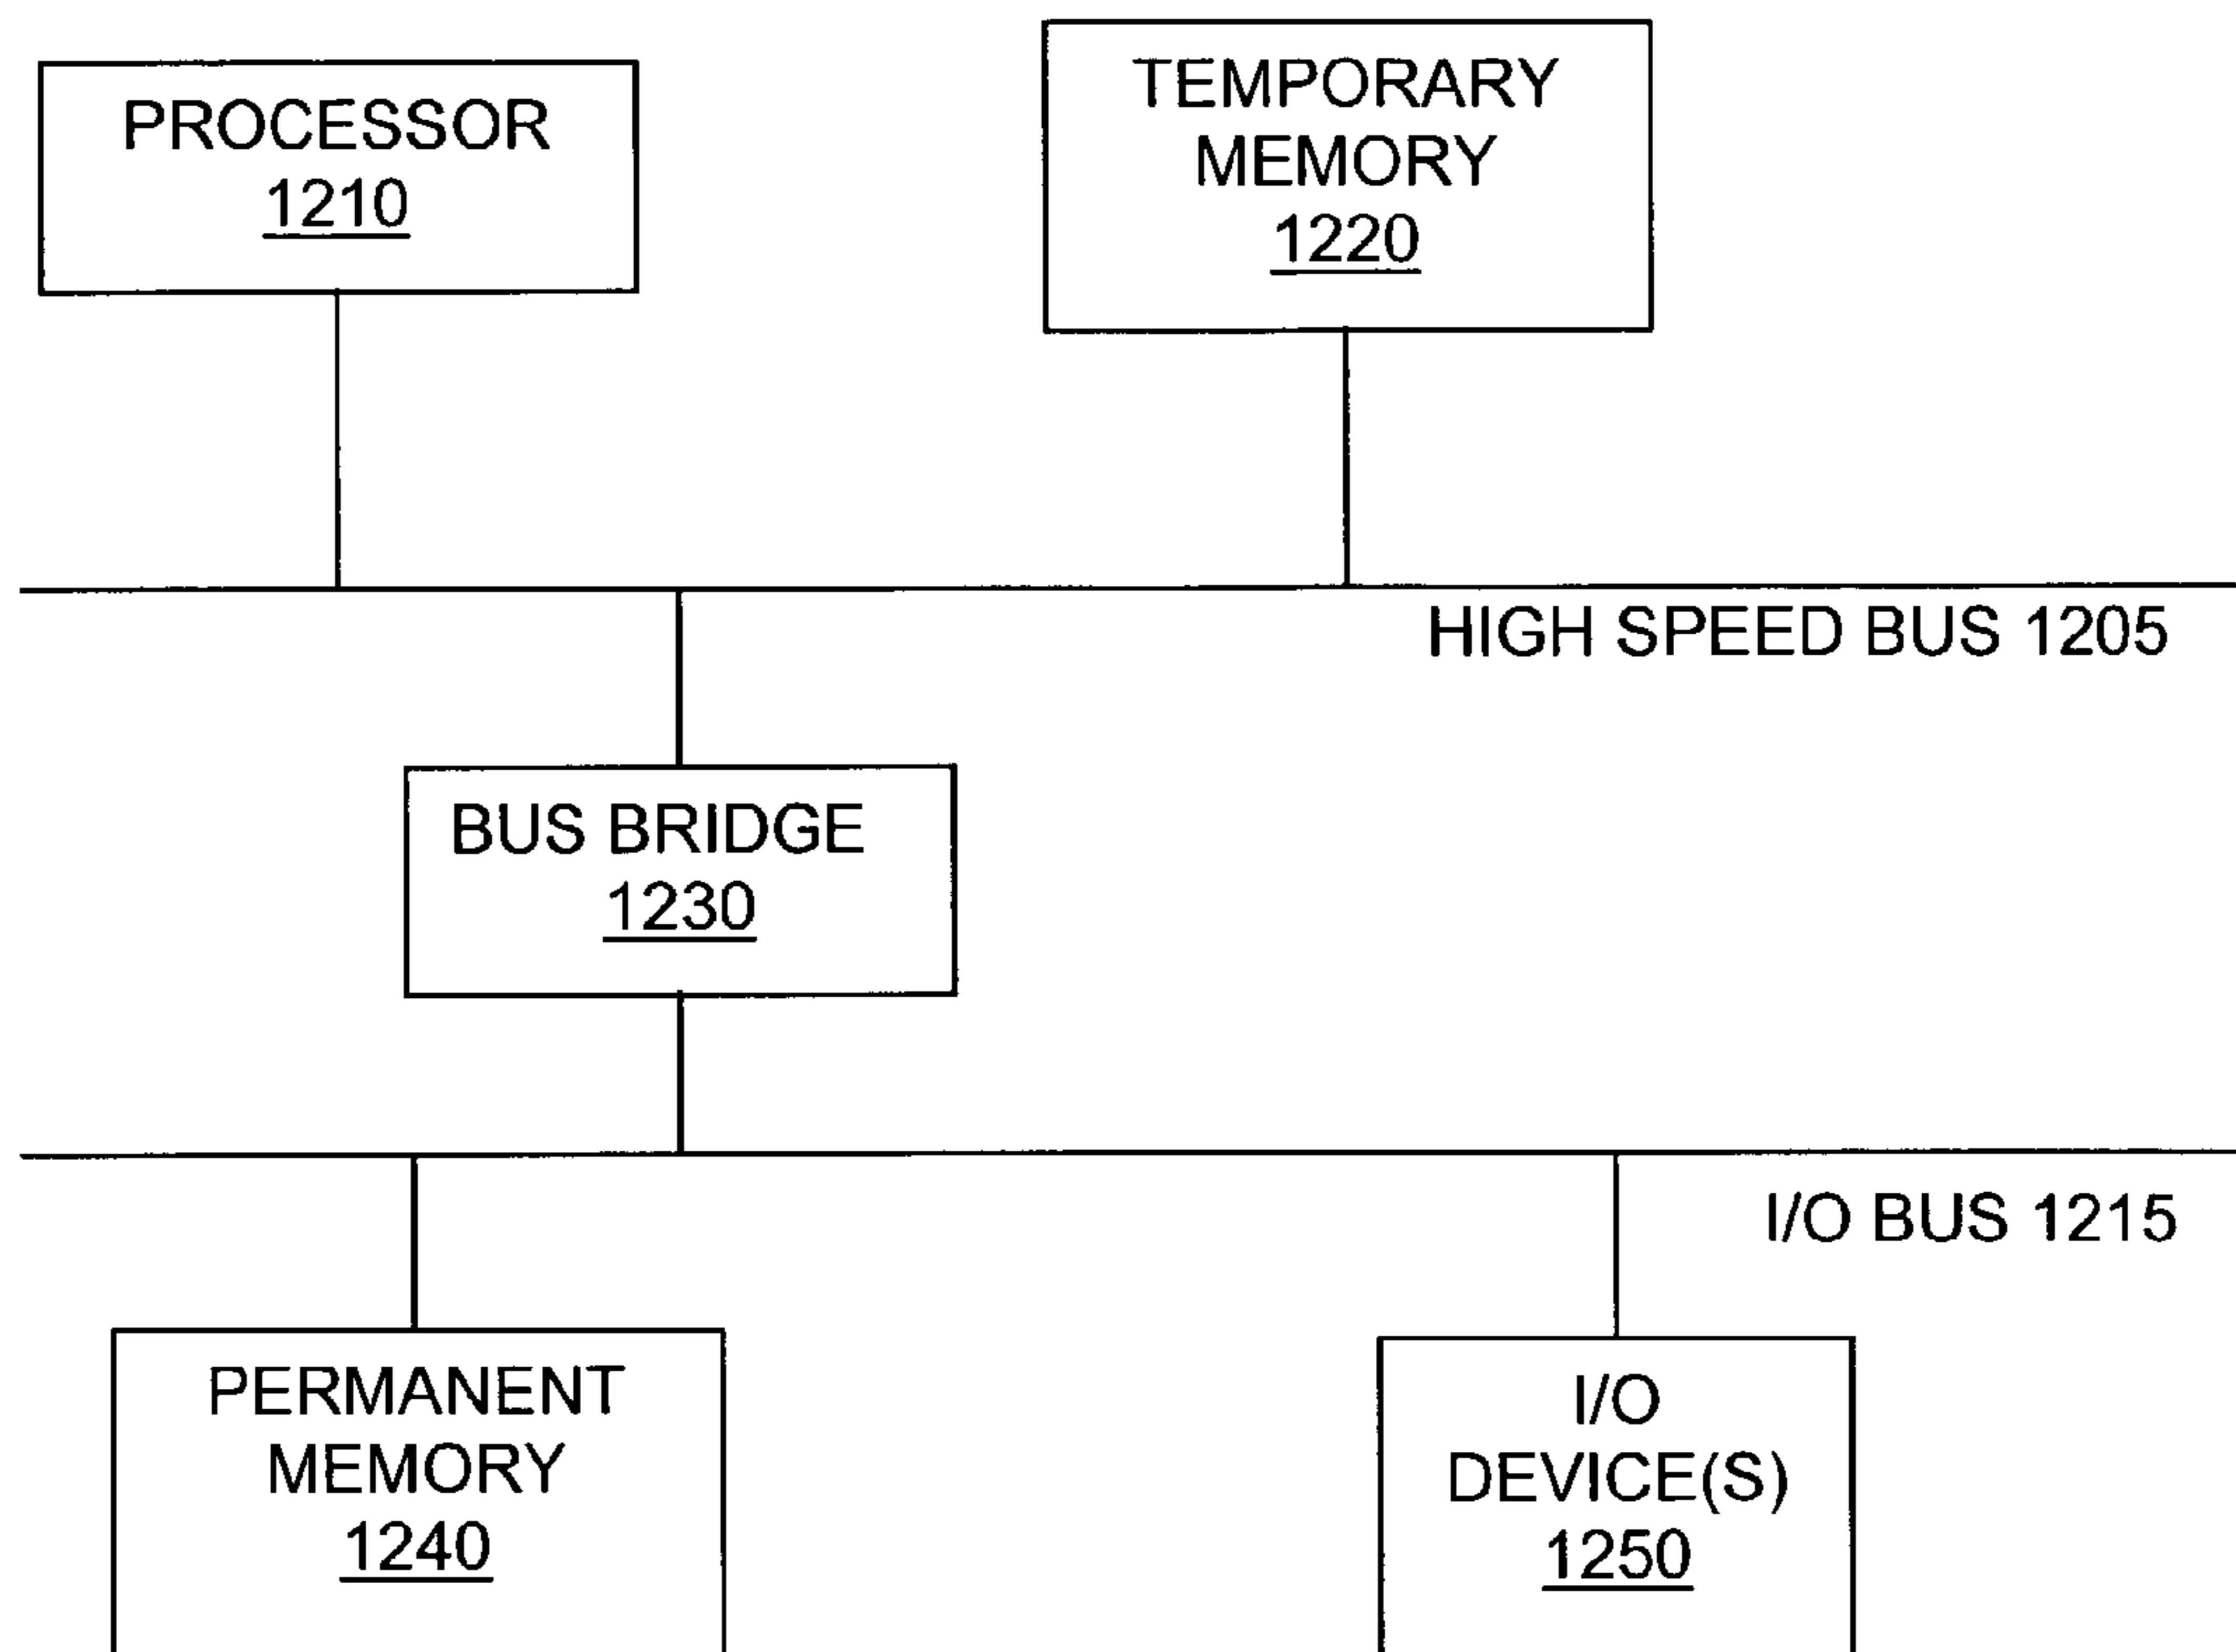 PROCESSOR
1210
TEMPORARY
MEMORY
1220
HIGH SPEED BUS 1205
BUS BRIDGE
1230
I/O BUS 1215
PERMANENT
MEMORY
1240
I/O
DEVICE(S)
1250